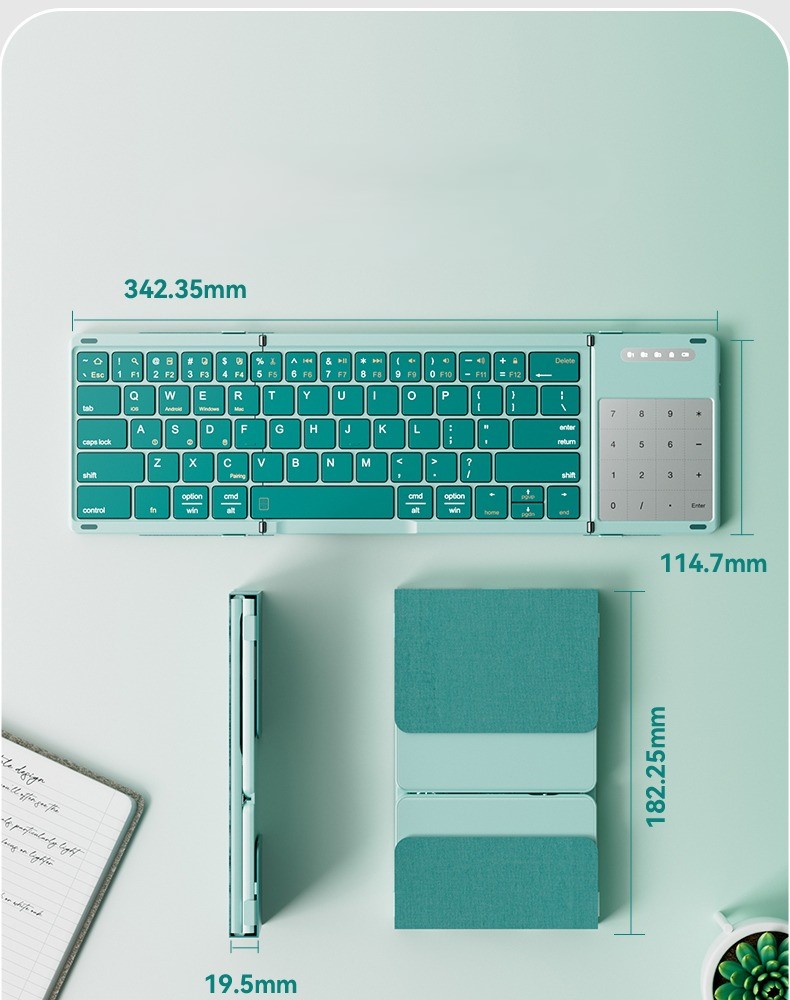 342.35mm
~ ` Esc ! 1 F1 @ 2 F2 # 3 F3 $ 4 F4 % 5 F5 ^ 6 F6 & 7 F7 * 8 F8 ( 9 F9 ) 0 F10 − - F11 + = F12 Delete
tab Q iOS W Android E Windows R Mac T Y U I O P { [ } ] | \
caps lock A S D F G H J K L : ; " ' enter return
shift Z X C Pairing V B N M < , > . ? / shift
control fn option win cmd alt cmd alt option win home pgup pgdn end
7 8 9 *
4 5 6 −
1 2 3 +
0 / . Enter
114.7mm
182.25mm
19.5mm
design